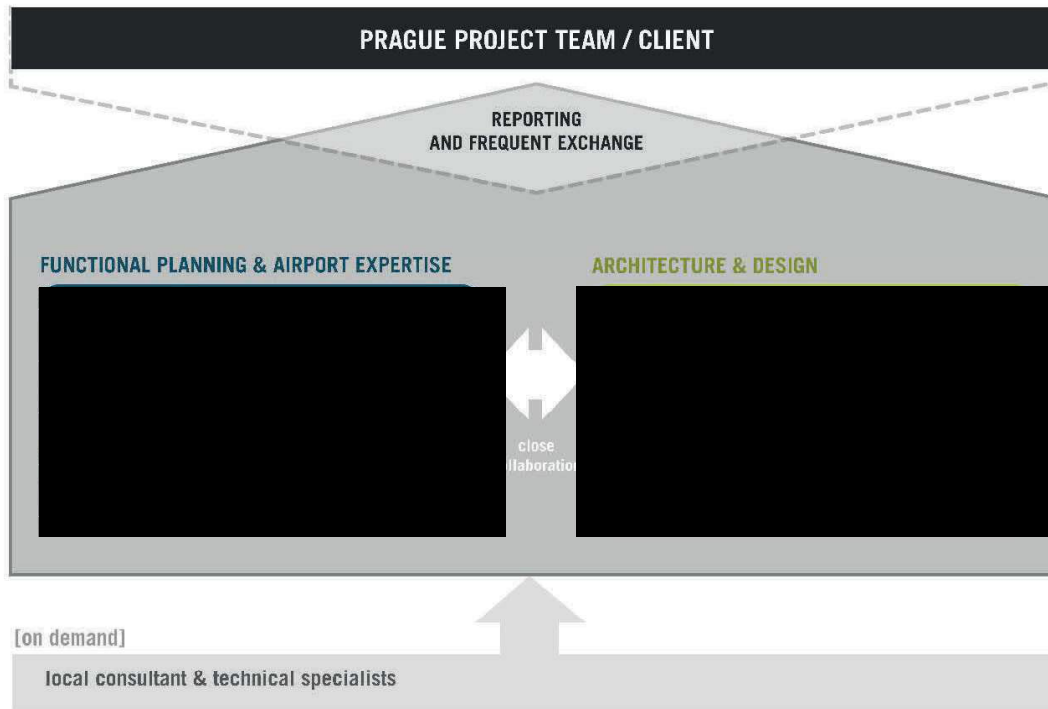 PRAGUE PROJECT TEAM / CLIENT
REPORTING
AND FREQUENT EXCHANGE
FUNCTIONAL PLANNING & AIRPORT EXPERTISE
ARCHITECTURE & DESIGN
close
[on demand]
local consultant & technical specialists